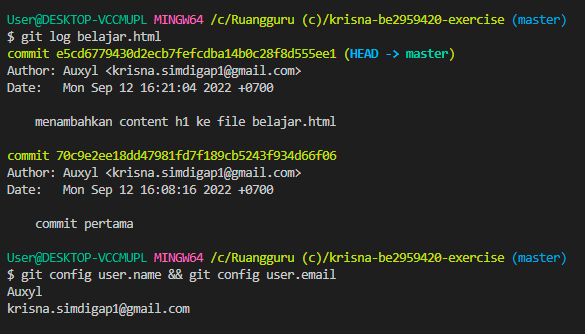 User@DESKTOP-VCCMUPL MINGW64 /c/Ruangguru (c)/krisna-be2959420-exercise (master)
$ git log belajar.html
commit e5cd6779430d2ecb7fefcdba14b0c28f8d555ee1 (HEAD -> master)
Author: Auxyl <krisna.simdigap1@gmail.com>
Date:   Mon Sep 12 16:21:04 2022 +0700
menambahkan content h1 ke file belajar.html
commit 70c9e2ee18dd47981fd7f189cb5243f934d66f06
Author: Auxyl <krisna.simdigap1@gmail.com>
Date:   Mon Sep 12 16:08:16 2022 +0700
commit pertama
User@DESKTOP-VCCMUPL MINGW64 /c/Ruangguru (c)/krisna-be2959420-exercise (master)
$ git config user.name && git config user.email
Auxyl
krisna.simdigap1@gmail.com